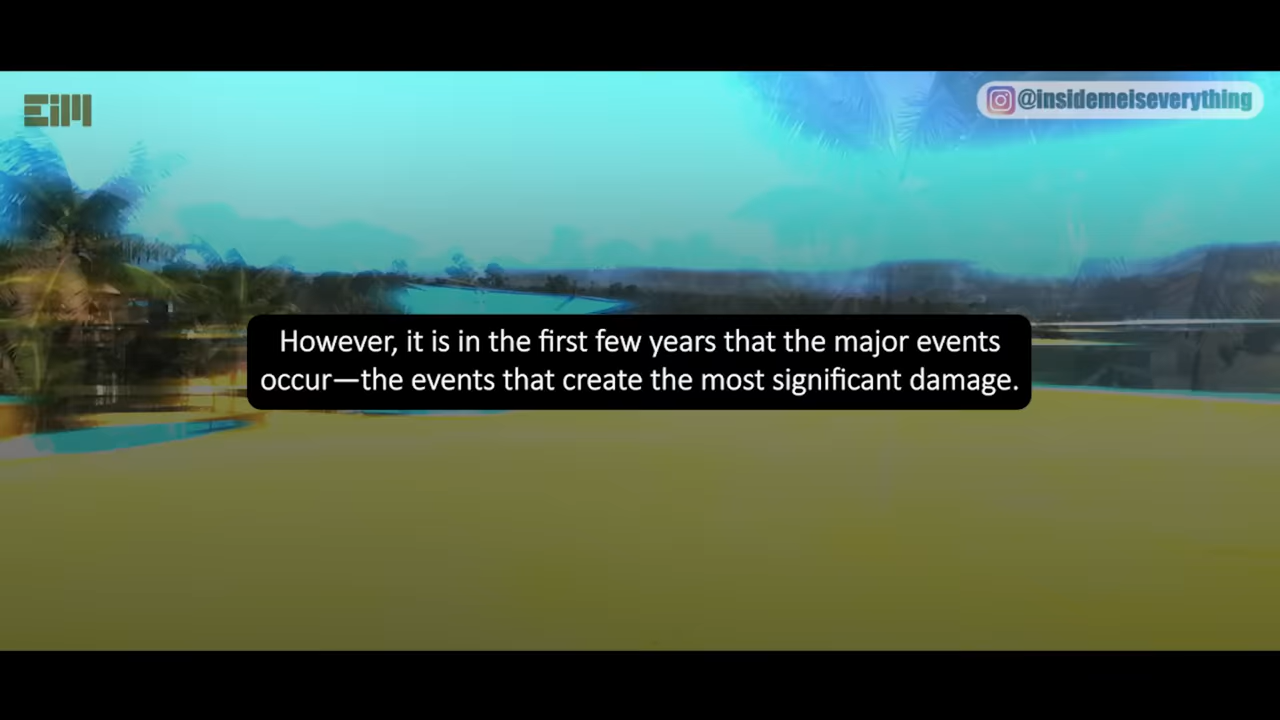 EiM
@insidemeiseverything
However, it is in the first few years that the major events
occur—the events that create the most significant damage.